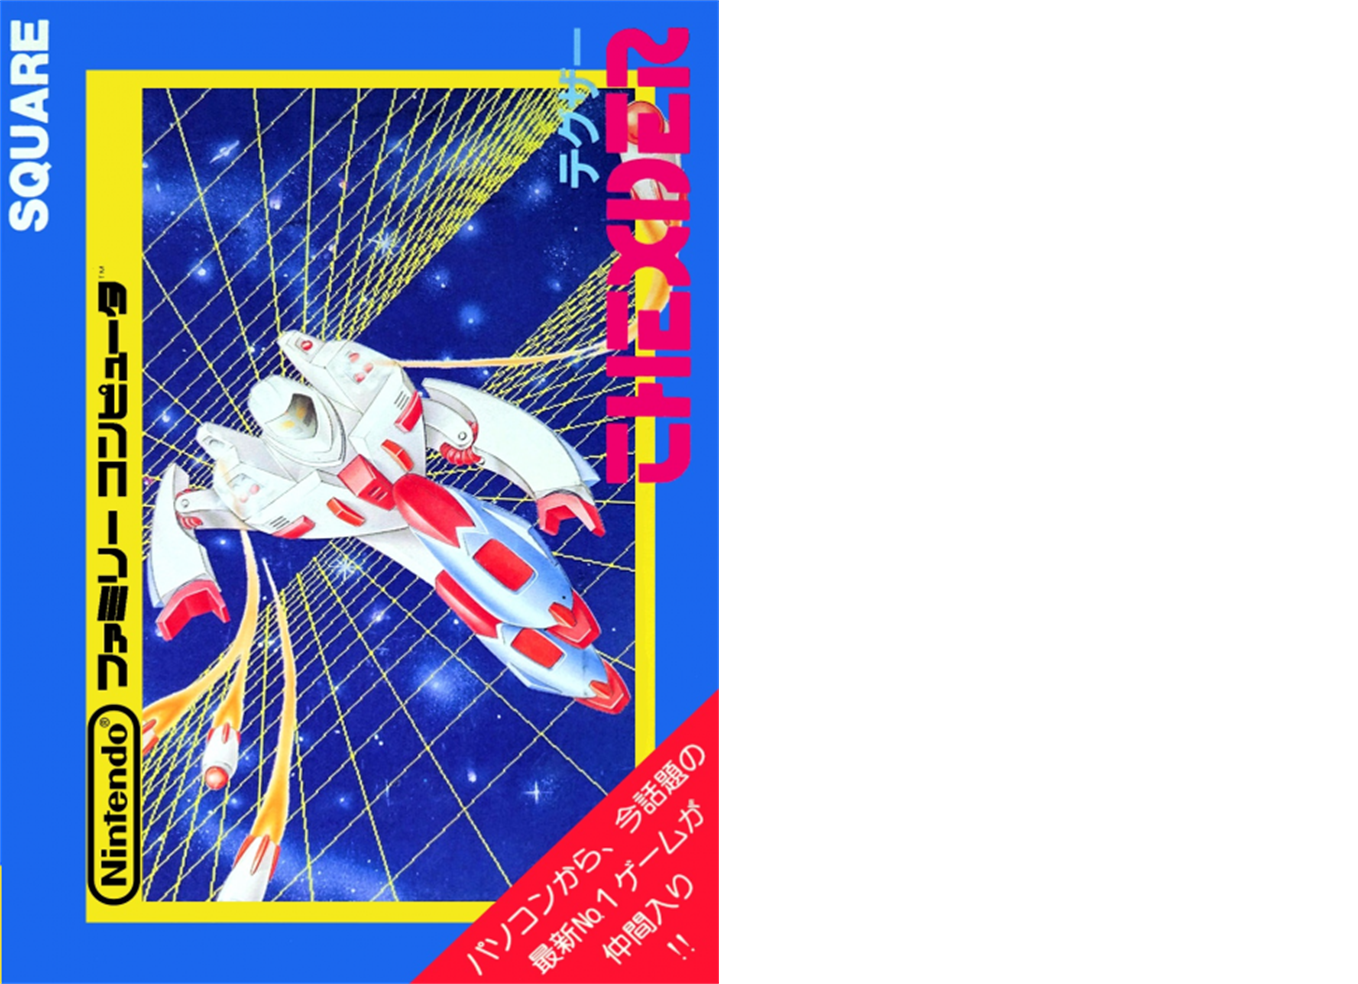 THEXDER
テグザー
SQUARE
Nintendo®
ファミリー コンピュータ™
パソコンから、今話題の
最新No.1ゲームが
仲間入り
!!